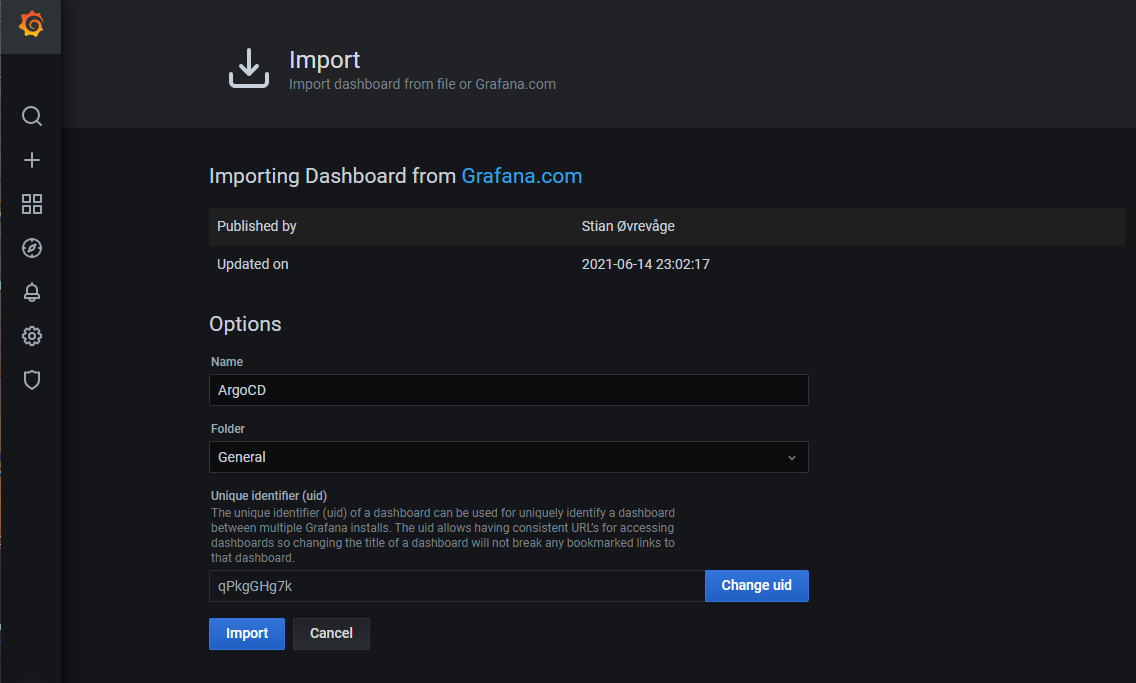 Import
Import dashboard from file or Grafana.com
Importing Dashboard from Grafana.com
Published by Stian Øvrevåge
Updated on 2021-06-14 23:02:17
Options
Name
ArgoCD
Folder
General
Unique identifier (uid)
The unique identifier (uid) of a dashboard can be used for uniquely identify a dashboard
between multiple Grafana installs. The uid allows having consistent URL's for accessing
dashboards so changing the title of a dashboard will not break any bookmarked links to
that dashboard.
qPkgGHg7k Change uid
Import Cancel